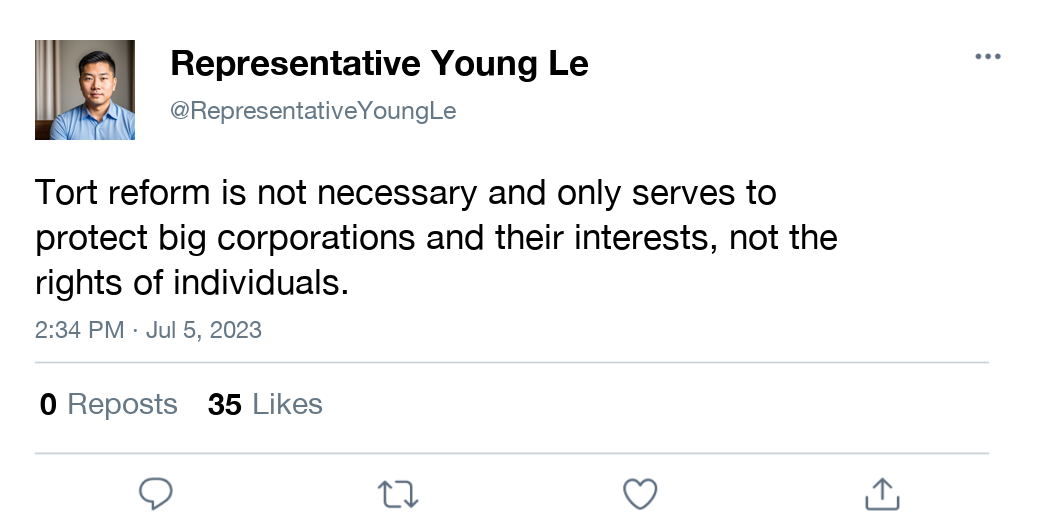 Representative Young Le
@RepresentativeYoungLe
Tort reform is not necessary and only serves to
protect big corporations and their interests, not the
rights of individuals.
2:34 PM · Jul 5, 2023
0 Reposts 35 Likes